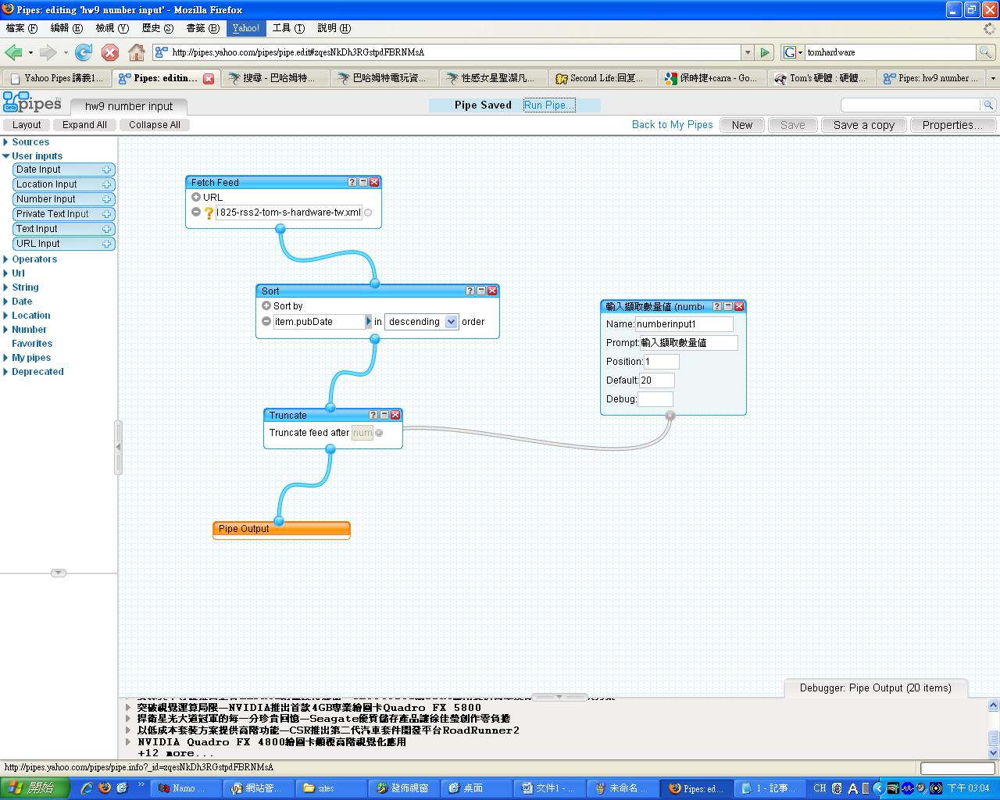 Pipes: editing 'hw9 number input' - Mozilla Firefox
檔案 (F) 編輯 (E) 檢視 (V) 歷史 (S) 書籤 (B) Yahoo! 工具 (T) 說明 (H)
http://pipes.yahoo.com/pipes/pipe.edit#zqesNkDh3RGstpdFBRNMsA
G tomhardware
Yahoo Pipes 講義1... Pipes: editin... 搜尋 - 巴哈姆特... 巴哈姆特電玩資... 性感女星聖潔凡... Second Life:回复... 保時捷+carra - Go... Tom's 硬體 : 硬體... Pipes: hw9 number ...
beta pipes hw9 number input Pipe Saved Run Pipe...
Layout Expand All Collapse All Back to My Pipes New Save Save a copy Properties...
Sources
User inputs
Date Input
Location Input
Number Input
Private Text Input
Text Input
URL Input
Operators
Url
String
Date
Location
Number
Favorites
My pipes
Deprecated
Fetch Feed
URL
1825-rss2-tom-s-hardware-tw.xml
Sort
Sort by
item.pubDate in descending order
Truncate
Truncate feed after num
Pipe Output
輸入擷取數量值 (numb
Name: numberinput1
Prompt: 輸入擷取數量值
Position: 1
Default: 20
Debug:
Debugger: Pipe Output (20 items)
突破視覺運算局限—NVIDIA推出首款4GB專業繪圖卡Quadro FX 5800
捍衛星光大道冠軍的每一分珍貴回憶—Seagate優質儲存產品讓徐佳瑩創作零負擔
以低成本套裝方案提供高階功能—CSR推出第二代汽車套件開發平台RoadRunner2
NVIDIA Quadro FX 4800繪圖卡顛覆高階視覺化應用
+12 more...
http://pipes.yahoo.com/pipes/pipe.info?_id=zqesNkDh3RGstpdFBRNMsA
開始 Namo ... 網站管... sites 發佈視窗 桌面 文件1 - ... 未命名 ... Pipes: ed... 1 - 記事... CH 下午 03:04